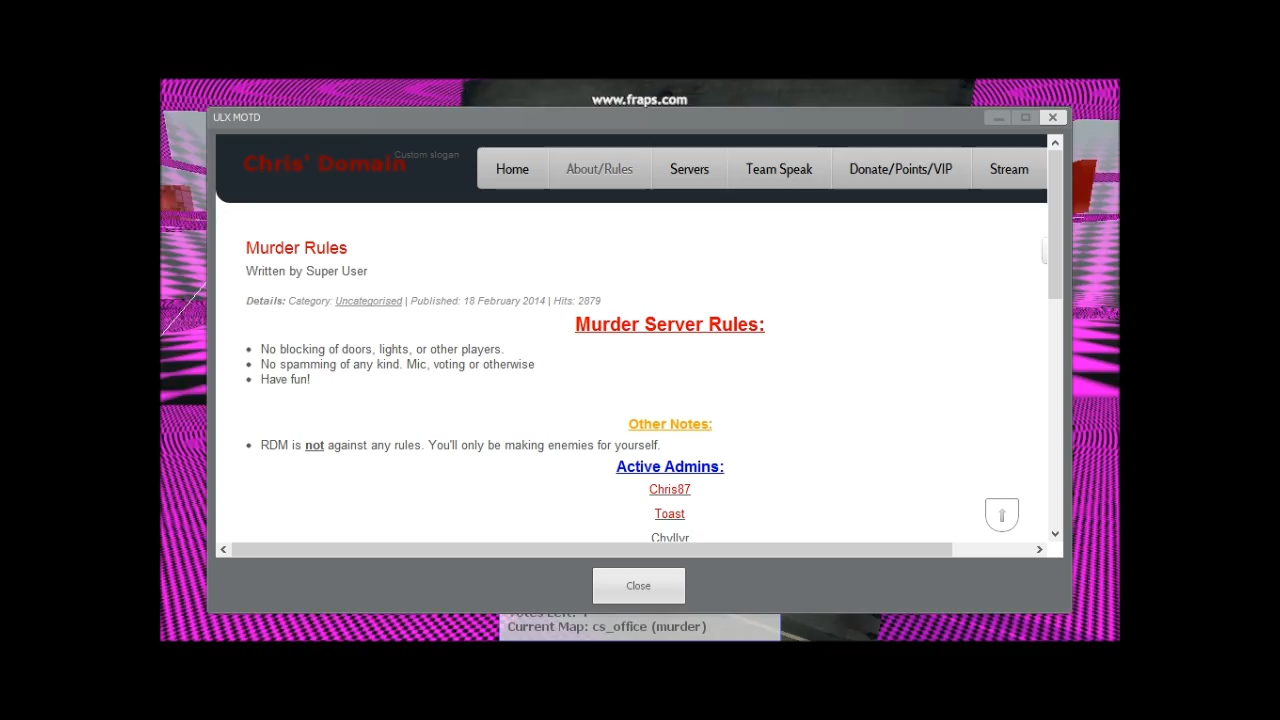 www.fraps.com
ULX MOTD
Chris' Domain
Custom slogan
Home
About/Rules
Servers
Team Speak
Donate/Points/VIP
Stream
Murder Rules
Written by Super User
Details: Category: Uncategorised | Published: 18 February 2014 | Hits: 2879
Murder Server Rules:
• No blocking of doors, lights, or other players.
• No spamming of any kind. Mic, voting or otherwise
• Have fun!
Other Notes:
• RDM is not against any rules. You'll only be making enemies for yourself.
Active Admins:
Chris87
Toast
Chyllyr
Close
Current Map: cs_office (murder)